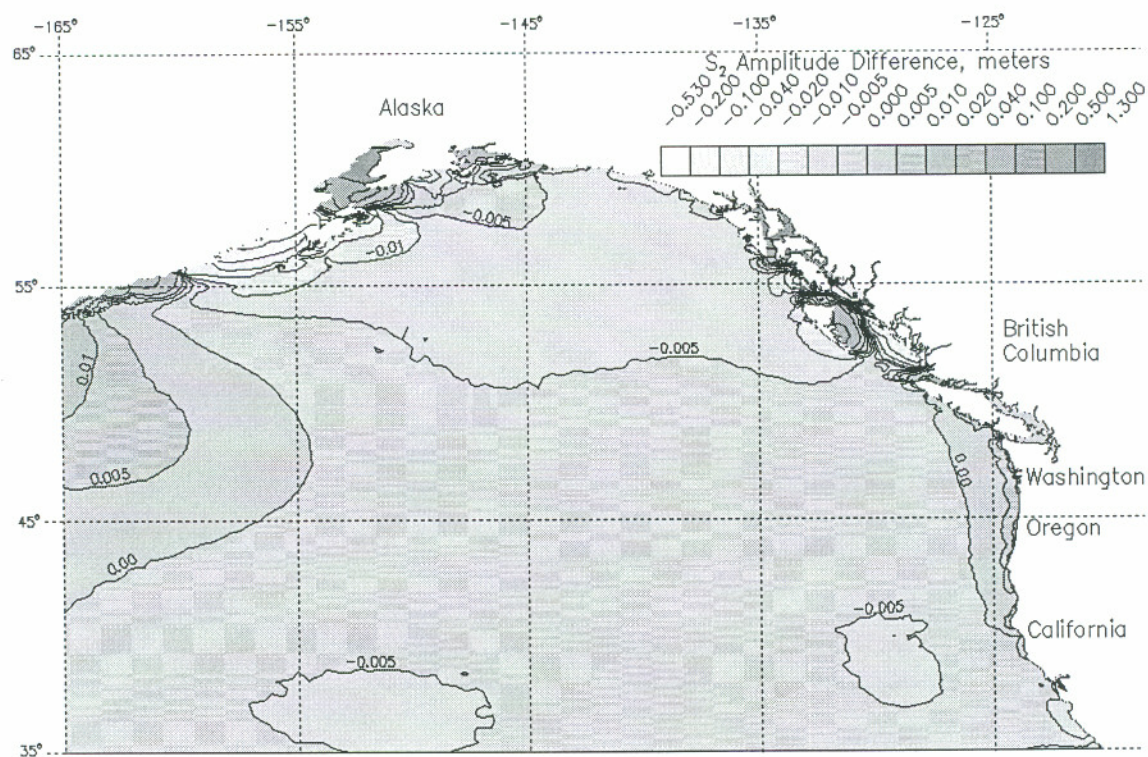 -165° -155° -145° -135° -125°
65°
S₂ Amplitude Difference, meters
-0.530 -0.200 -0.100 -0.040 -0.020 -0.010 -0.005 0.000 0.005 0.010 0.020 0.040 0.100 0.200 0.500 1.300
Alaska
-0.005
-0.01
55°
British
Columbia
-0.005
0.01
0.005
0.00
Washington
45°
Oregon
0.00
-0.005
California
-0.005
35°